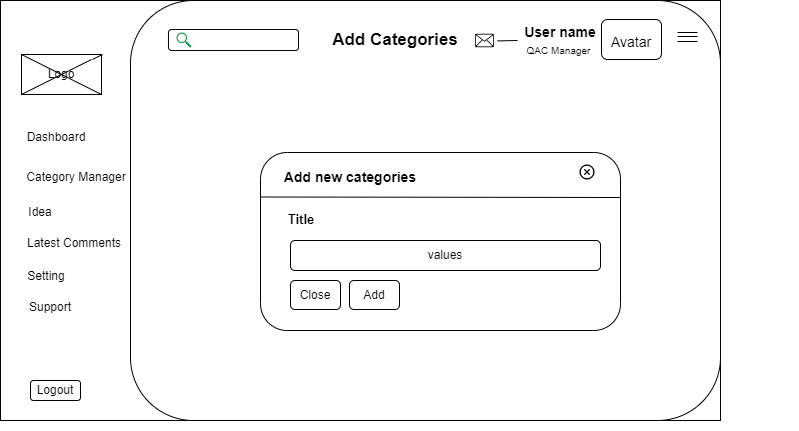 Add Categories
User name
QAC Manager
Avatar
Logo
Dashboard
Category Manager
Idea
Latest Comments
Setting
Support
Logout
Add new categories
Title
values
Close
Add